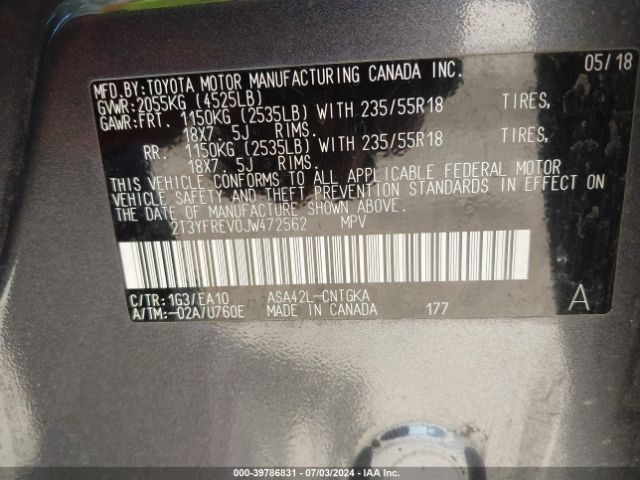 MFD.BY:TOYOTA MOTOR MANUFACTURING CANADA INC. 05/18
GVWR:2055KG (4525LB)
GAWR:FRT. 1150KG (2535LB) WITH 235/55R18 TIRES,
18X7. 5J RIMS.
RR. 1150KG (2535LB) WITH 235/55R18 TIRES,
18X7. 5J RIMS.
THIS VEHICLE CONFORMS TO ALL APPLICABLE FEDERAL MOTOR
VEHICLE SAFETY AND THEFT PREVENTION STANDARDS IN EFFECT ON
THE DATE OF MANUFACTURE SHOWN ABOVE.
2T3YFREV0JW472562 MPV
C/TR:1G3/EA10 ASA42L-CNTGKA
A/TM:-02A/U760E MADE IN CANADA 177 A
000-39786831 - 07/03/2024 - IAA Inc.